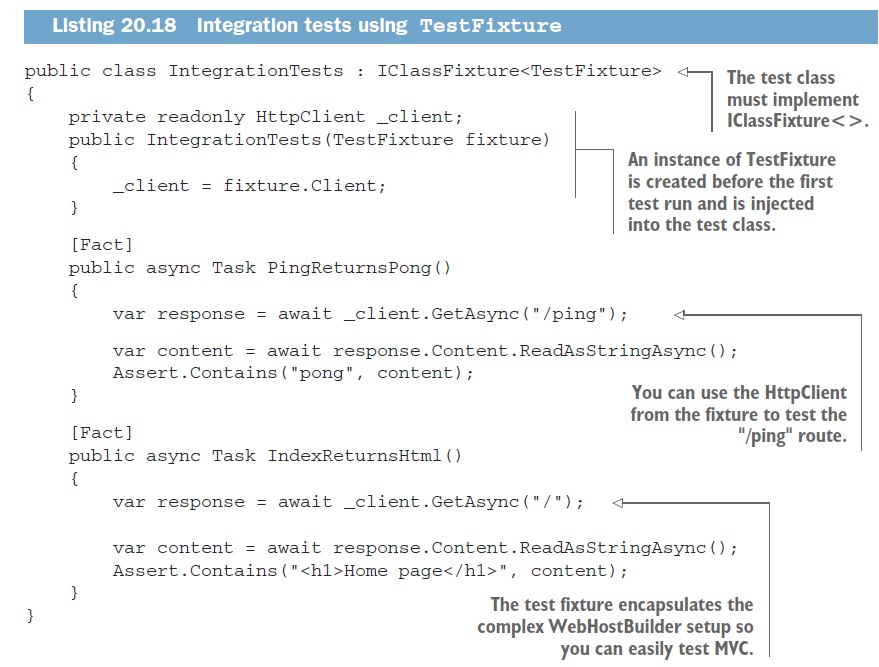 Listing 20.18 Integration tests using TestFixture
public class IntegrationTests : IClassFixture<TestFixture>
{
    private readonly HttpClient _client;
    public IntegrationTests(TestFixture fixture)
    {
        _client = fixture.Client;
    }
The test class
must implement
IClassFixture<>.
An instance of TestFixture
is created before the first
test run and is injected
into the test class.
    [Fact]
    public async Task PingReturnsPong()
    {
        var response = await _client.GetAsync("/ping");
        var content = await response.Content.ReadAsStringAsync();
        Assert.Contains("pong", content);
    }
You can use the HttpClient
from the fixture to test the
"/ping" route.
    [Fact]
    public async Task IndexReturnsHtml()
    {
        var response = await _client.GetAsync("/");
        var content = await response.Content.ReadAsStringAsync();
        Assert.Contains("<h1>Home page</h1>", content);
    }
}
The test fixture encapsulates the
complex WebHostBuilder setup so
you can easily test MVC.